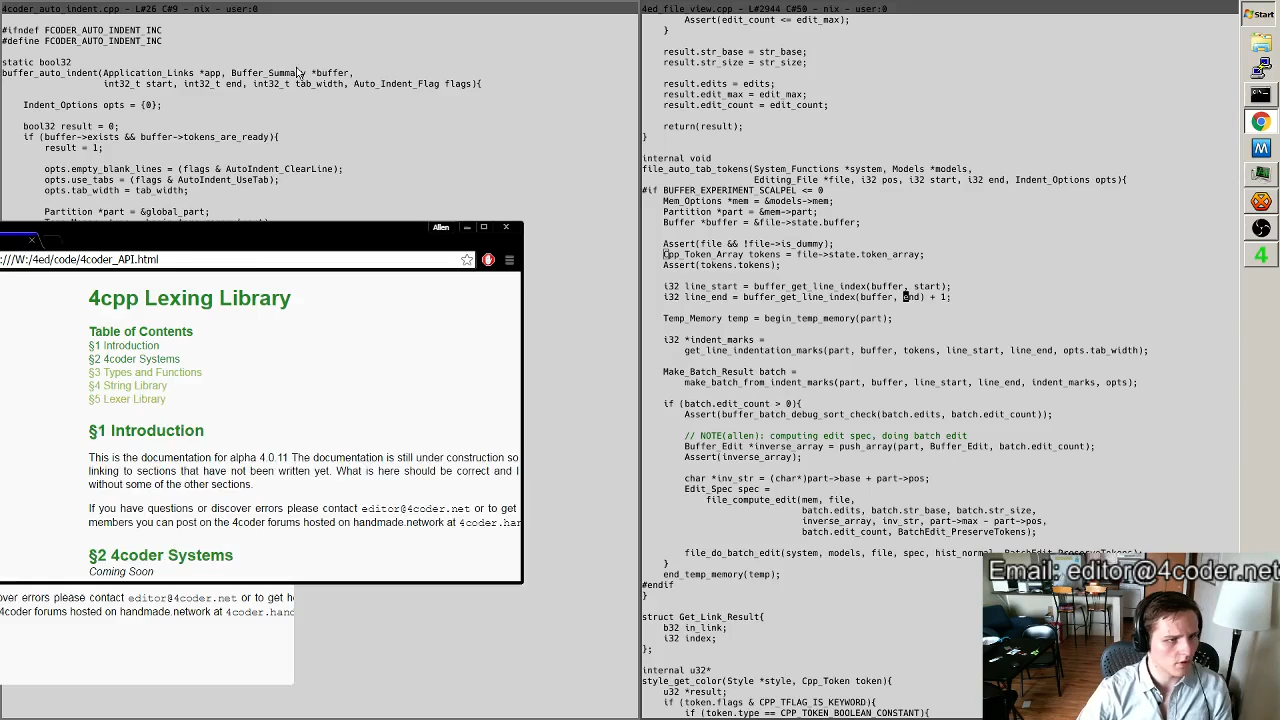 4coder_auto_indent.cpp - L#26 C#9 - nix - user:0
#ifndef FCODER_AUTO_INDENT_INC
#define FCODER_AUTO_INDENT_INC
static bool32
buffer_auto_indent(Application_Links *app, Buffer_Summary *buffer,
int32_t start, int32_t end, int32_t tab_width, Auto_Indent_Flag flags){
Indent_Options opts = {0};
bool32 result = 0;
if (buffer->exists && buffer->tokens_are_ready){
result = 1;
opts.empty_blank_lines = (flags & AutoIndent_ClearLine);
opts.use_tabs = (flags & AutoIndent_UseTab);
opts.tab_width = tab_width;
Partition *part = &global_part;
Allen
:///W:/4ed/code/4coder_API.html
4cpp Lexing Library
Table of Contents
§1 Introduction
§2 4coder Systems
§3 Types and Functions
§4 String Library
§5 Lexer Library
§1 Introduction
This is the documentation for alpha 4.0.11 The documentation is still under construction so
linking to sections that have not been written yet. What is here should be correct and I
without some of the other sections.
If you have questions or discover errors please contact editor@4coder.net or to get
members you can post on the 4coder forums hosted on handmade.network at 4coder.han
§2 4coder Systems
Coming Soon
over errors please contact editor@4coder.net or to get h
4coder forums hosted on handmade.network at 4coder.hand
4ed_file_view.cpp - L#2944 C#50 - nix - user:0
Assert(edit_count <= edit_max);
}
result.str_base = str_base;
result.str_size = str_size;
result.edits = edits;
result.edit_max = edit_max;
result.edit_count = edit_count;
return(result);
}
internal void
file_auto_tab_tokens(System_Functions *system, Models *models,
Editing_File *file, i32 pos, i32 start, i32 end, Indent_Options opts){
#if BUFFER_EXPERIMENT_SCALPEL <= 0
Mem_Options *mem = &models->mem;
Partition *part = &mem->part;
Buffer *buffer = &file->state.buffer;
Assert(file && !file->is_dummy);
Cpp_Token_Array tokens = file->state.token_array;
Assert(tokens.tokens);
i32 line_start = buffer_get_line_index(buffer, start);
i32 line_end = buffer_get_line_index(buffer, end) + 1;
Temp_Memory temp = begin_temp_memory(part);
i32 *indent_marks =
get_line_indentation_marks(part, buffer, tokens, line_start, line_end, opts.tab_width);
Make_Batch_Result batch =
make_batch_from_indent_marks(part, buffer, line_start, line_end, indent_marks, opts);
if (batch.edit_count > 0){
Assert(buffer_batch_debug_sort_check(batch.edits, batch.edit_count));
// NOTE(allen): computing edit spec, doing batch edit
Buffer_Edit *inverse_array = push_array(part, Buffer_Edit, batch.edit_count);
Assert(inverse_array);
char *inv_str = (char*)part->base + part->pos;
Edit_Spec spec =
file_compute_edit(mem, file,
batch.edits, batch.str_base, batch.str_size,
inverse_array, inv_str, part->max - part->pos,
batch.edit_count, BatchEdit_PreserveTokens);
file_do_batch_edit(system, models, file, spec, hist_normal, BatchEdit_PreserveTokens);
}
end_temp_memory(temp);
#endif
}
struct Get_Link_Result{
b32 in_link;
i32 index;
};
internal u32*
style_get_color(Style *style, Cpp_Token token){
u32 *result;
if (token.flags & CPP_TFLAG_IS_KEYWORD){
if (token.type == CPP_TOKEN_BOOLEAN_CONSTANT){
Start
M
4
Email: editor@4coder.net